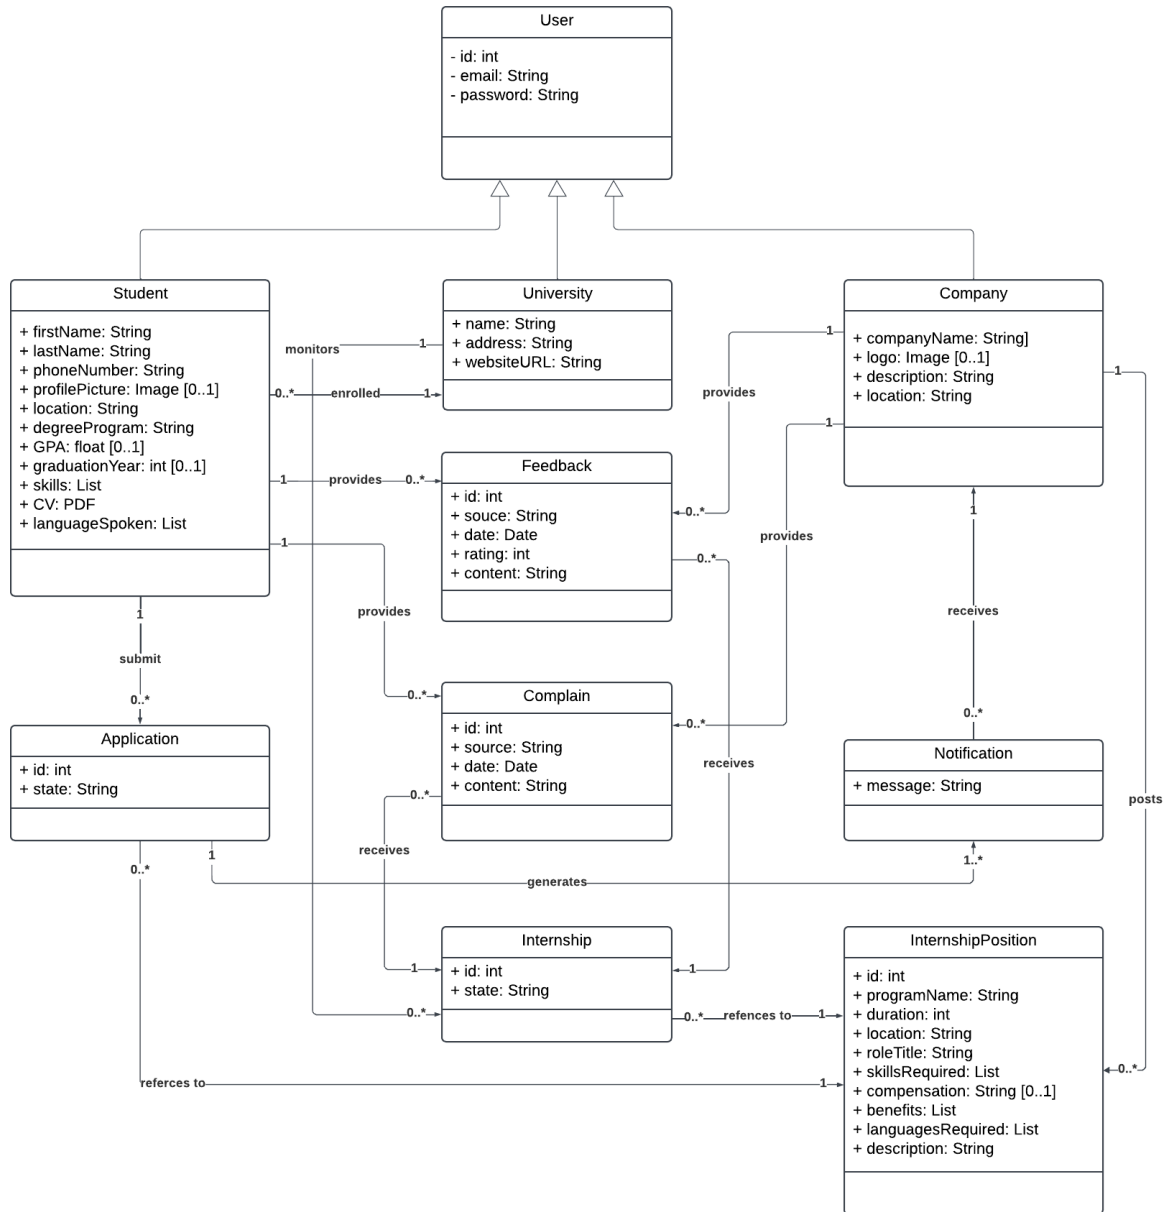 User
- id: int
- email: String
- password: String
Student
+ firstName: String
+ lastName: String
+ phoneNumber: String
+ profilePicture: Image [0..1]
+ location: String
+ degreeProgram: String
+ GPA: float [0..1]
+ graduationYear: int [0..1]
+ skills: List
+ CV: PDF
+ languageSpoken: List
University
+ name: String
+ address: String
+ websiteURL: String
Company
+ companyName: String]
+ logo: Image [0..1]
+ description: String
+ location: String
monitors
1
0..*
enrolled
1
1
provides
0..*
1
provides
0..*
1
provides
0..*
1
provides
0..*
1
posts
0..*
Feedback
+ id: int
+ souce: String
+ date: Date
+ rating: int
+ content: String
0..*
receives
1
1
submit
0..*
Complain
+ id: int
+ source: String
+ date: Date
+ content: String
0..*
receives
1
1
receives
0..*
Application
+ id: int
+ state: String
Notification
+ message: String
1
generates
1..*
0..*
referces to
1
Internship
+ id: int
+ state: String
0..*
0..*
refences to
1
InternshipPosition
+ id: int
+ programName: String
+ duration: int
+ location: String
+ roleTitle: String
+ skillsRequired: List
+ compensation: String [0..1]
+ benefits: List
+ languagesRequired: List
+ description: String